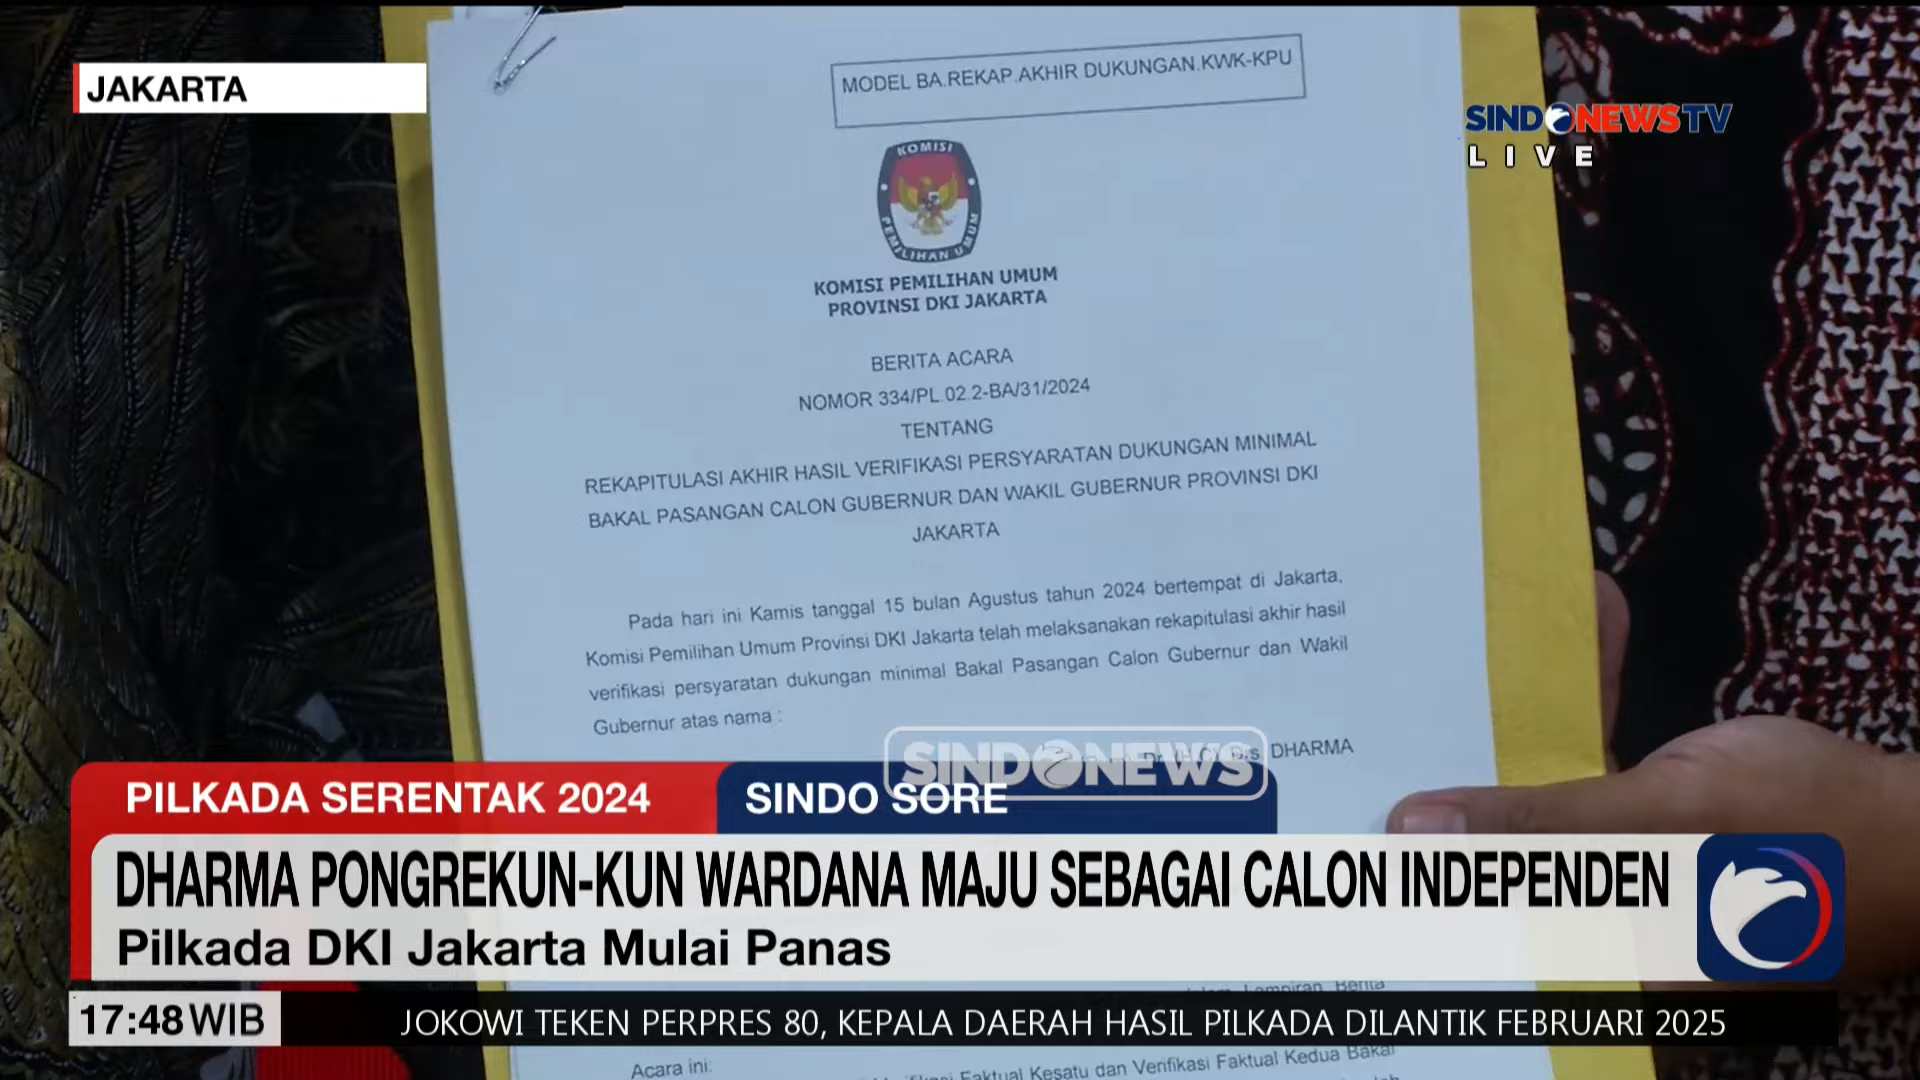 JAKARTA
MODEL BA.REKAP.AKHIR DUKUNGAN.KWK-KPU
SINDONEWS TV
LIVE
KOMISI
PEMILIHAN UMUM
KOMISI PEMILIHAN UMUM
PROVINSI DKI JAKARTA
BERITA ACARA
NOMOR 334/PL.02.2-BA/31/2024
TENTANG
REKAPITULASI AKHIR HASIL VERIFIKASI PERSYARATAN DUKUNGAN MINIMAL
BAKAL PASANGAN CALON GUBERNUR DAN WAKIL GUBERNUR PROVINSI DKI
JAKARTA
Pada hari ini Kamis tanggal 15 bulan Agustus tahun 2024 bertempat di Jakarta,
Komisi Pemilihan Umum Provinsi DKI Jakarta telah melaksanakan rekapitulasi akhir hasil
verifikasi persyaratan dukungan minimal Bakal Pasangan Calon Gubernur dan Wakil
Gubernur atas nama :
DHARMA
SINDONEWS
PILKADA SERENTAK 2024
SINDO SORE
DHARMA PONGREKUN-KUN WARDANA MAJU SEBAGAI CALON INDEPENDEN
Pilkada DKI Jakarta Mulai Panas
Lampiran Berita
17:48 WIB
JOKOWI TEKEN PERPRES 80, KEPALA DAERAH HASIL PILKADA DILANTIK FEBRUARI 2025
Acara ini:
Faktual Kesatu dan Verifikasi Faktual Kedua Bakal